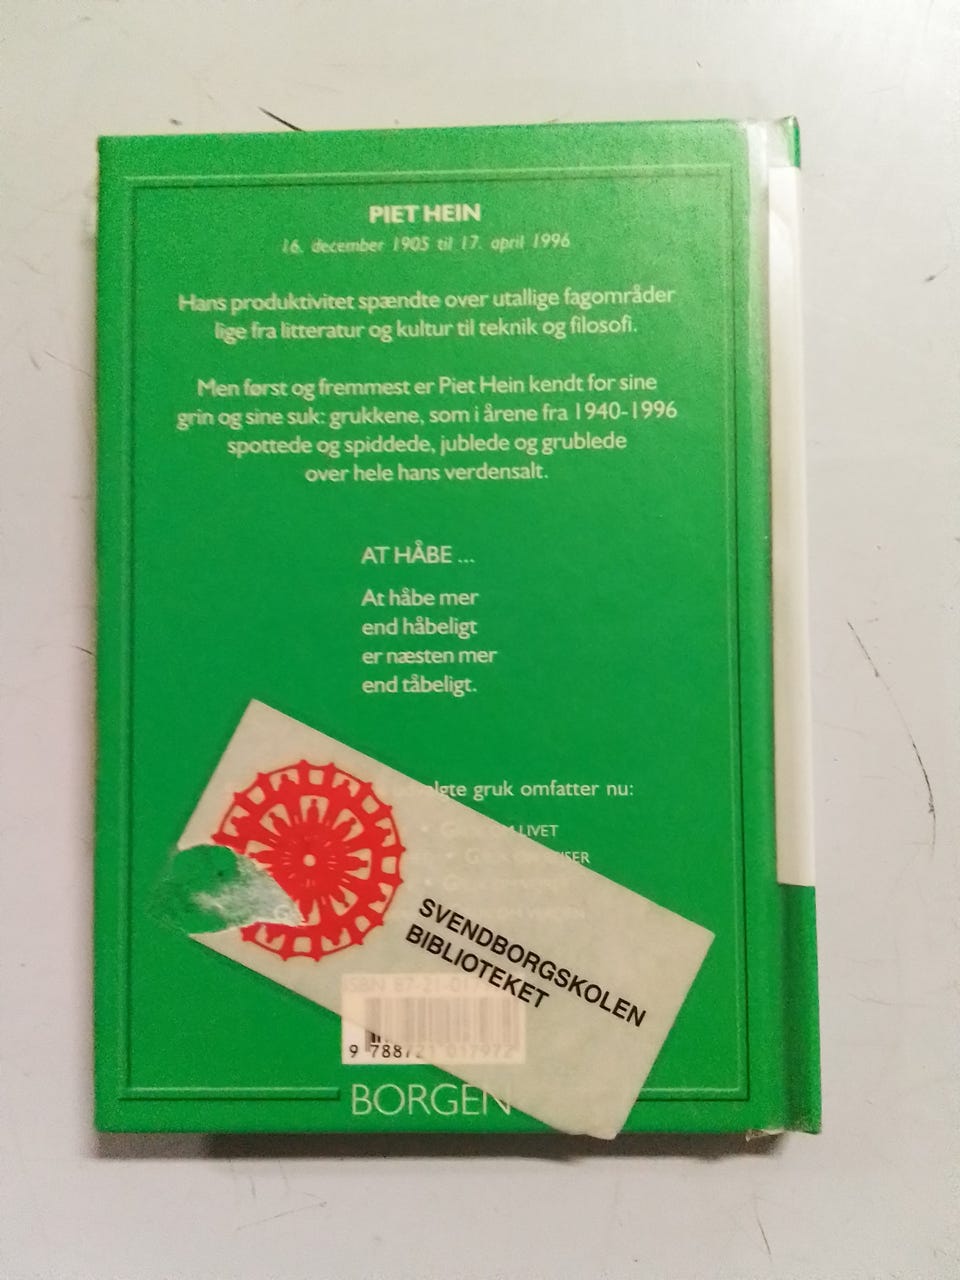 PIET HEIN
16. december 1905 til 17. april 1996
Hans produktivitet spændte over utallige fagområder
lige fra litteratur og kultur til teknik og filosofi.
Men først og fremmest er Piet Hein kendt for sine
grin og sine suk: grukkene, som i årene fra 1940-1996
spottede og spiddede, jublede og grublede
over hele hans verdensalt.
AT HÅBE ...
At håbe mer
end håbeligt
er næsten mer
end tåbeligt.
gruk omfatter nu:
LIVET
SVENDBORGSKOLEN
BIBLIOTEKET
ISBN 87-21-01
9 788721 017972
BORGEN